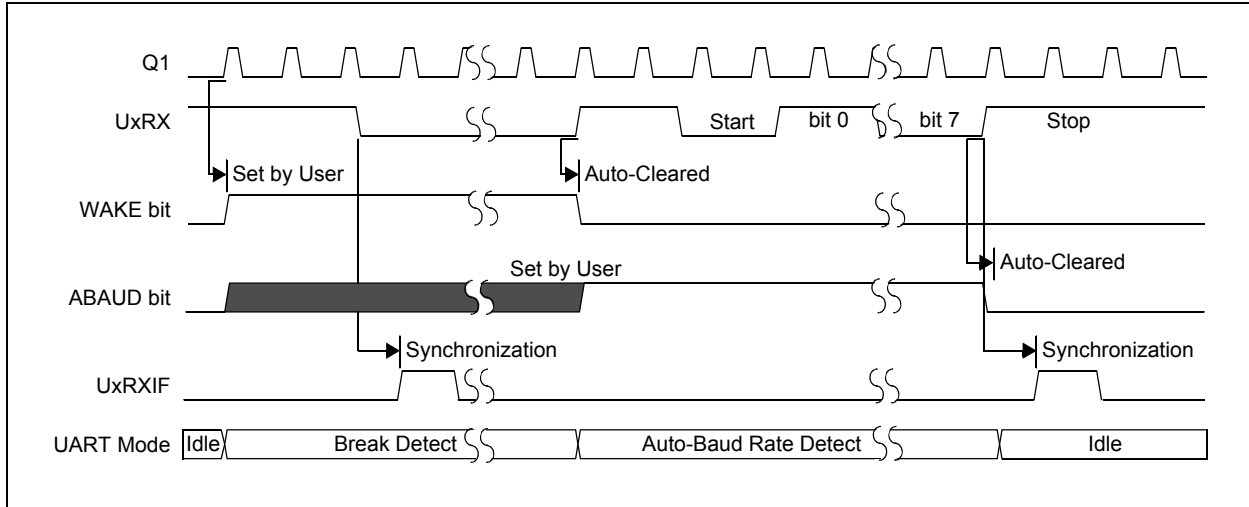 Q1
UxRX
Start
bit 0
bit 7
Stop
Set by User
Auto-Cleared
WAKE bit
Auto-Cleared
Set by User
ABAUD bit
Synchronization
Synchronization
UxRXIF
UART Mode
Idle
Break Detect
Auto-Baud Rate Detect
Idle